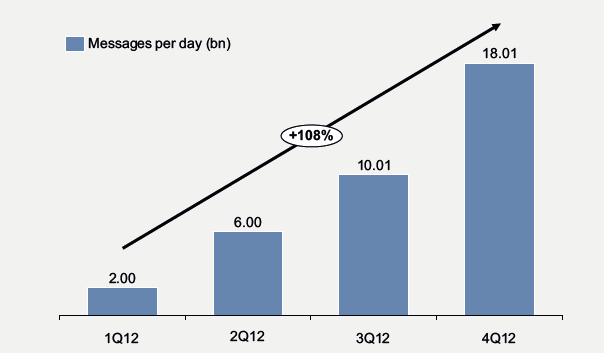 Messages per day (bn)
18.01
+108%
10.01
6.00
2.00
1Q12
2Q12
3Q12
4Q12